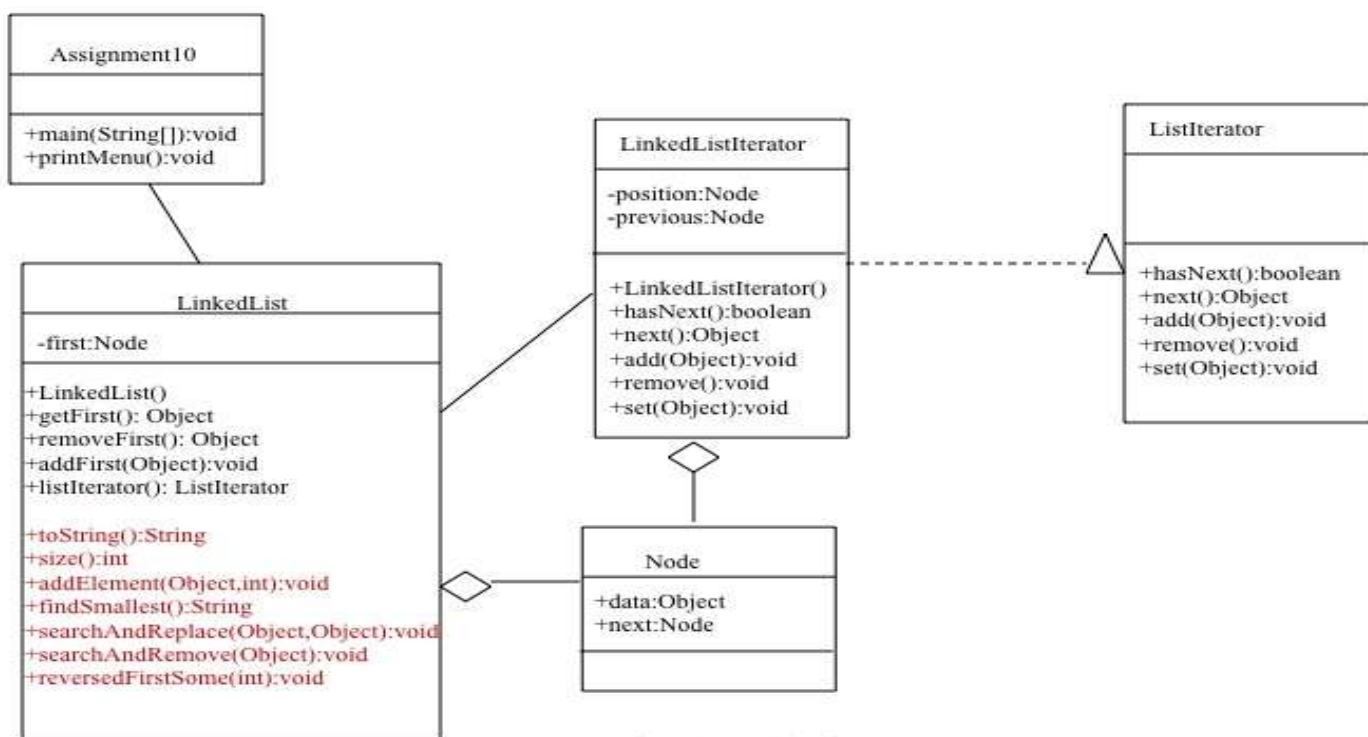 Assignment10
+main(String[]):void
+printMenu():void
LinkedList
-first:Node
+LinkedList()
+getFirst(): Object
+removeFirst(): Object
+addFirst(Object):void
+listIterator(): ListIterator
+toString():String
+size():int
+addElement(Object,int):void
+findSmallest():String
+searchAndReplace(Object,Object):void
+searchAndRemove(Object):void
+reversedFirstSome(int):void
LinkedListIterator
-position:Node
-previous:Node
+LinkedListIterator()
+hasNext():boolean
+next():Object
+add(Object):void
+remove():void
+set(Object):void
Node
+data:Object
+next:Node
ListIterator
+hasNext():boolean
+next():Object
+add(Object):void
+remove():void
+set(Object):void